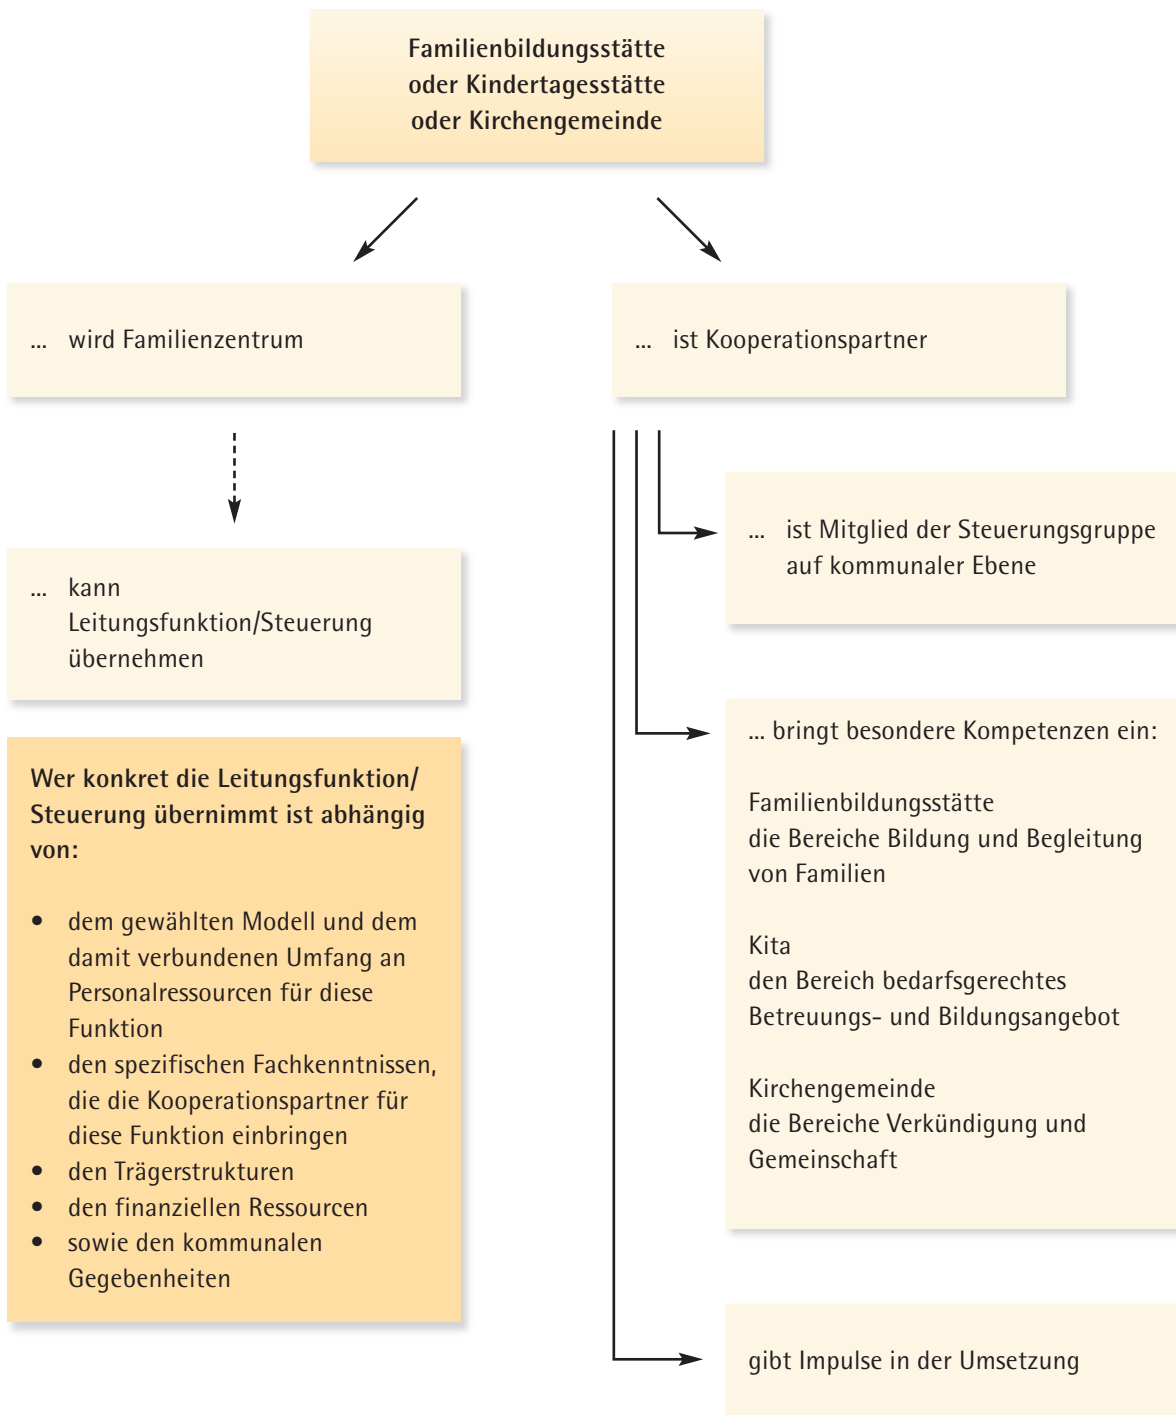 Familienbildungsstätte
oder Kindertagesstätte
oder Kirchengemeinde
... wird Familienzentrum
... ist Kooperationspartner
... kann
Leitungsfunktion/Steuerung
übernehmen
Wer konkret die Leitungsfunktion/
Steuerung übernimmt ist abhängig
von:
• dem gewählten Modell und dem
damit verbundenen Umfang an
Personalressourcen für diese
Funktion
• den spezifischen Fachkenntnissen,
die die Kooperationspartner für
diese Funktion einbringen
• den Trägerstrukturen
• den finanziellen Ressourcen
• sowie den kommunalen
Gegebenheiten
... ist Mitglied der Steuerungsgruppe
auf kommunaler Ebene
... bringt besondere Kompetenzen ein:
Familienbildungsstätte
die Bereiche Bildung und Begleitung
von Familien
Kita
den Bereich bedarfsgerechtes
Betreuungs- und Bildungsangebot
Kirchengemeinde
die Bereiche Verkündigung und
Gemeinschaft
gibt Impulse in der Umsetzung